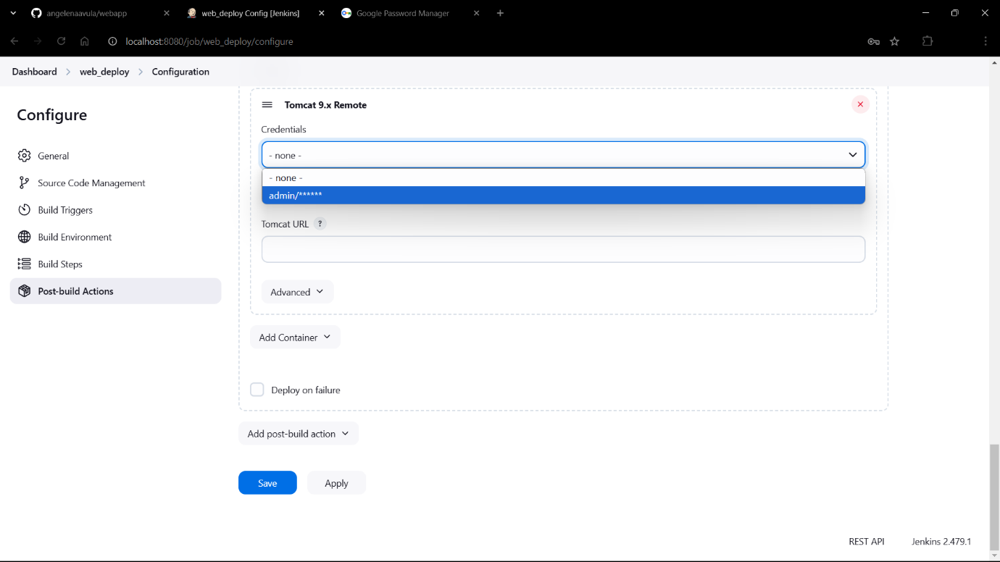 angelenaavula/webapp
web_deploy Config [Jenkins]
Google Password Manager
localhost:8080/job/web_deploy/configure
Dashboard
web_deploy
Configuration
Configure
General
Source Code Management
Build Triggers
Build Environment
Build Steps
Post-build Actions
Tomcat 9.x Remote
Credentials
- none -
- none -
admin/******
Tomcat URL ?
Advanced
Add Container
Deploy on failure
Add post-build action
Save
Apply
REST API
Jenkins 2.479.1